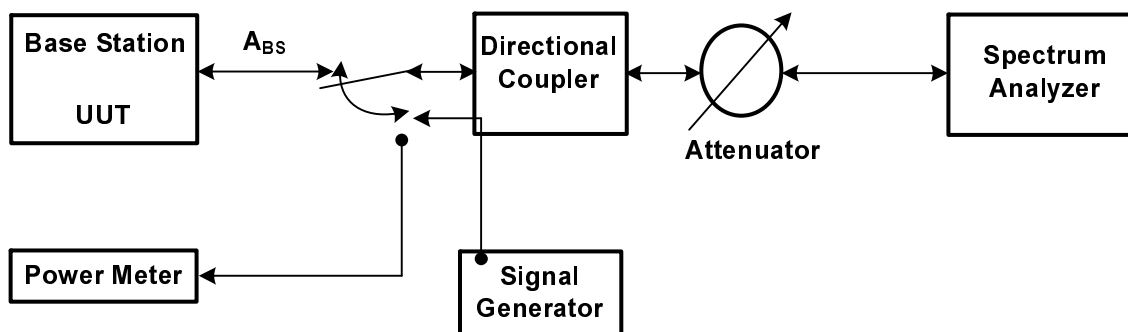 Base Station
UUT
A_BS
Directional
Coupler
Attenuator
Spectrum
Analyzer
Power Meter
Signal
Generator